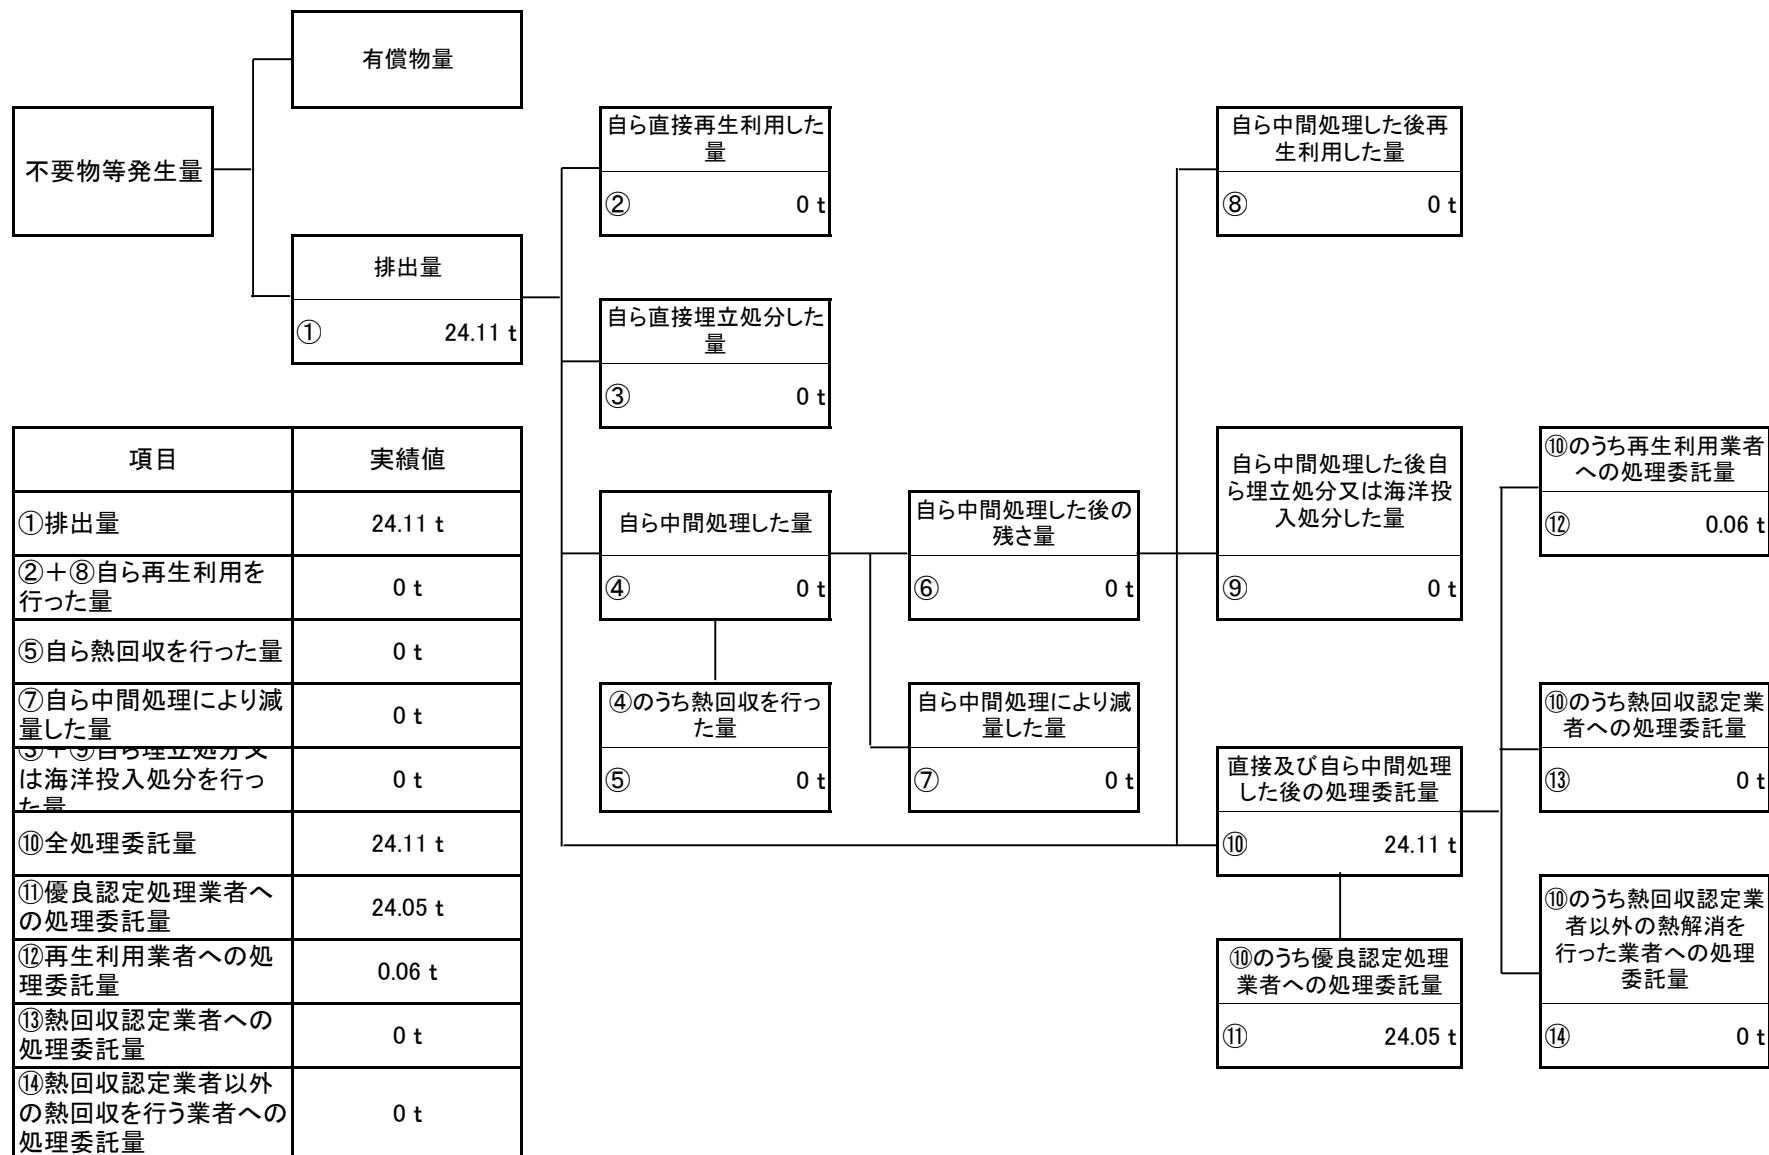 有償物量
不要物等発生量
排出量
① 24.11 t
自ら直接再生利用した
量
② 0 t
自ら直接埋立処分した
量
③ 0 t
自ら中間処理した量
④ 0 t
④のうち熱回収を行っ
た量
⑤ 0 t
自ら中間処理した後の
残さ量
⑥ 0 t
自ら中間処理により減
量した量
⑦ 0 t
自ら中間処理した後再
生利用した量
⑧ 0 t
自ら中間処理した後自
ら埋立処分又は海洋投
入処分した量
⑨ 0 t
直接及び自ら中間処理
した後の処理委託量
⑩ 24.11 t
⑩のうち優良認定処理
業者への処理委託量
⑪ 24.05 t
⑩のうち再生利用業者
への処理委託量
⑫ 0.06 t
⑩のうち熱回収認定業
者への処理委託量
⑬ 0 t
⑩のうち熱回収認定業
者以外の熱解消を
行った業者への処理
委託量
⑭ 0 t
項目 実績値
①排出量 24.11 t
②＋⑧自ら再生利用を
行った量 0 t
⑤自ら熱回収を行った量 0 t
⑦自ら中間処理により減
量した量 0 t
③＋⑨自ら埋立処分又
は海洋投入処分を行っ
た量 0 t
⑩全処理委託量 24.11 t
⑪優良認定処理業者へ
の処理委託量 24.05 t
⑫再生利用業者への処
理委託量 0.06 t
⑬熱回収認定業者への
処理委託量 0 t
⑭熱回収認定業者以外
の熱回収を行う業者への
処理委託量 0 t